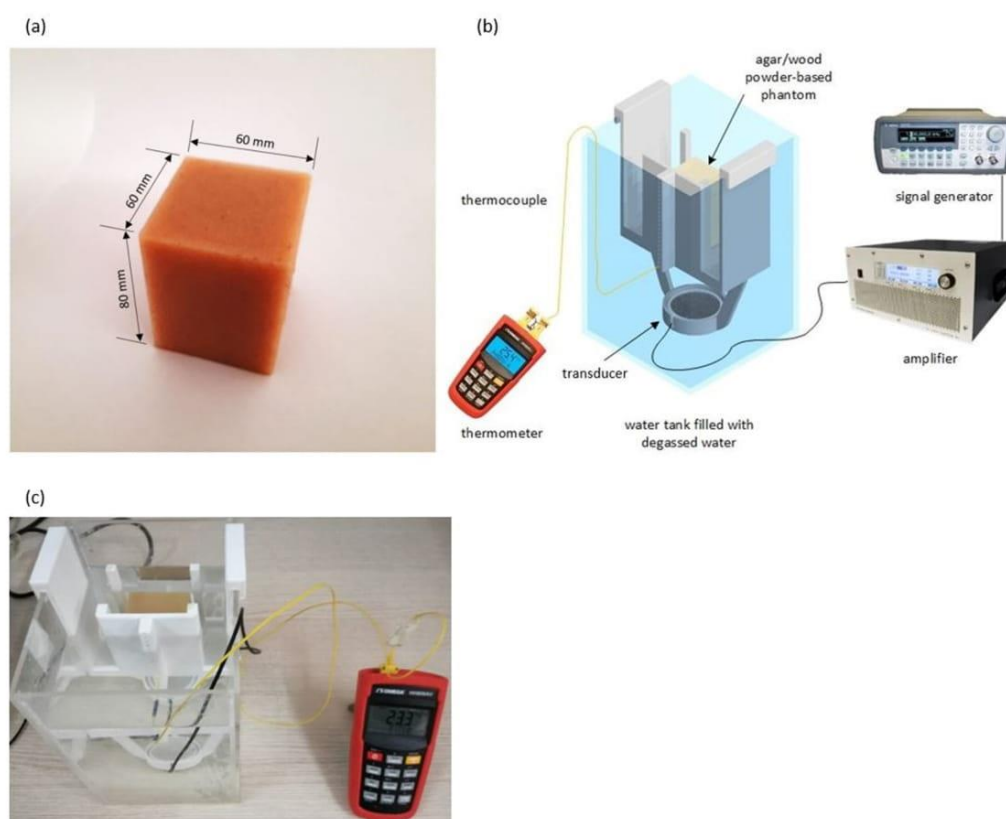 (a)
60 mm
60 mm
80 mm
(b)
agar/wood
powder-based
phantom
thermocouple
signal generator
amplifier
transducer
thermometer
water tank filled with
degassed water
(c)
OMEGA
23.3